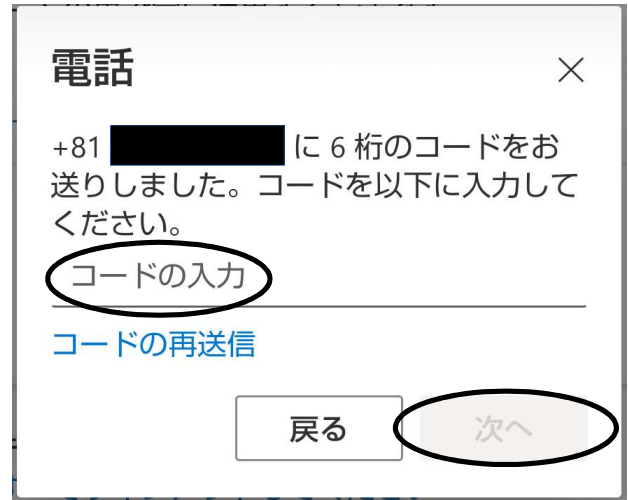 電話
+81 に 6 桁のコードをお
送りしました。コードを以下に入力して
ください。
コードの入力
コードの再送信
戻る
次へ